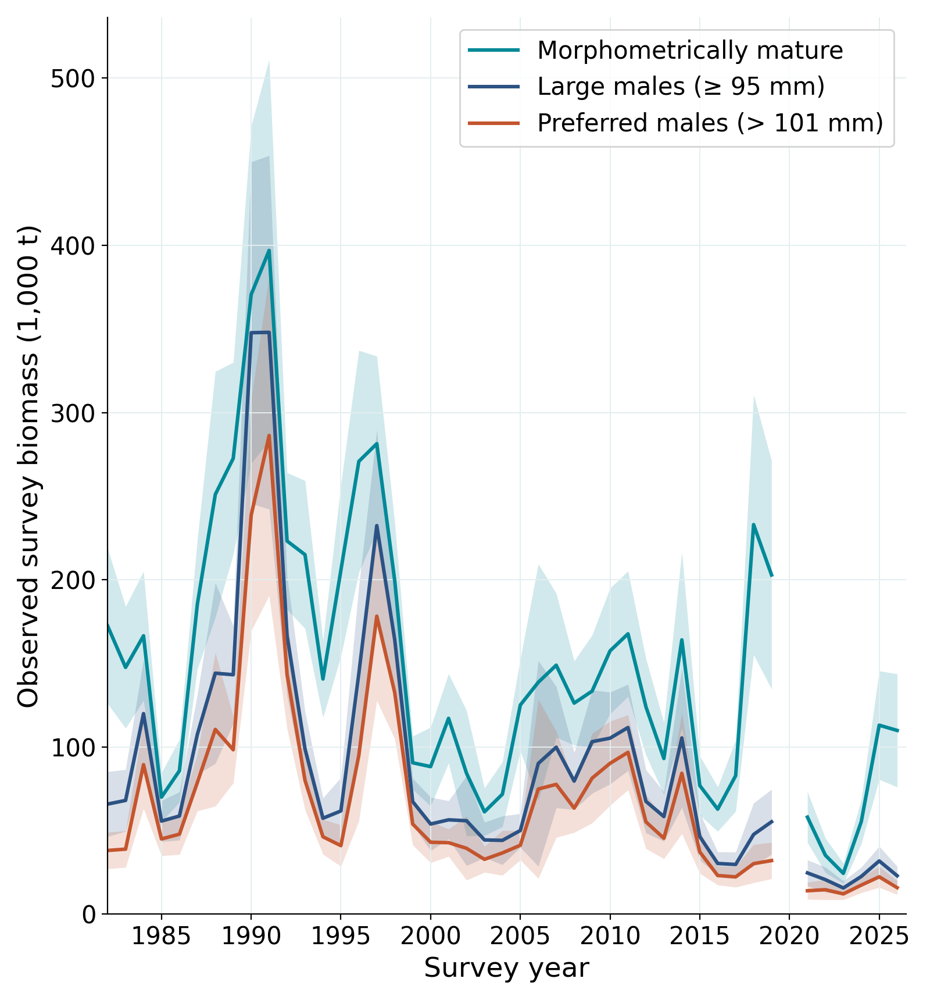 Morphometrically mature
Large males (≥ 95 mm)
Preferred males (> 101 mm)
Observed survey biomass (1,000 t)
500
400
300
200
100
0
1985 1990 1995 2000 2005 2010 2015 2020 2025
Survey year